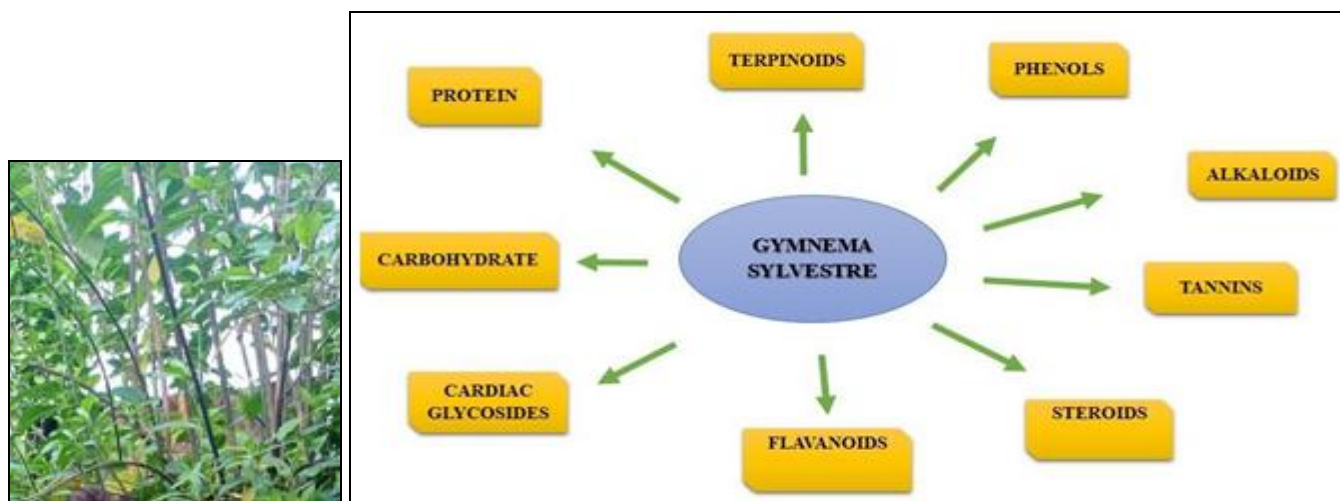 TERPINOIDS
PHENOLS
PROTEIN
ALKALOIDS
GYMNEMA
SYLVESTRE
CARBOHYDRATE
TANNINS
CARDIAC
GLYCOSIDES
STEROIDS
FLAVANOIDS